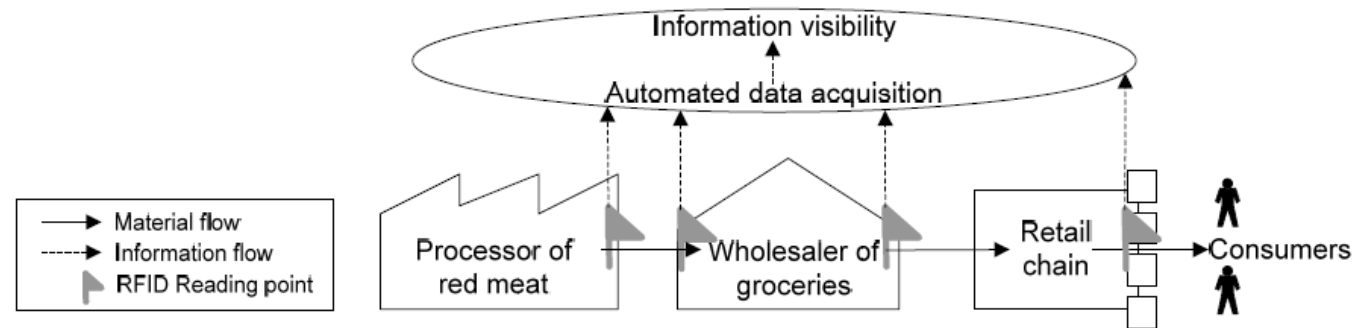 Information visibility
Automated data acquisition
Material flow
Information flow
RFID Reading point
Processor of
red meat
Wholesaler of
groceries
Retail
chain
Consumers